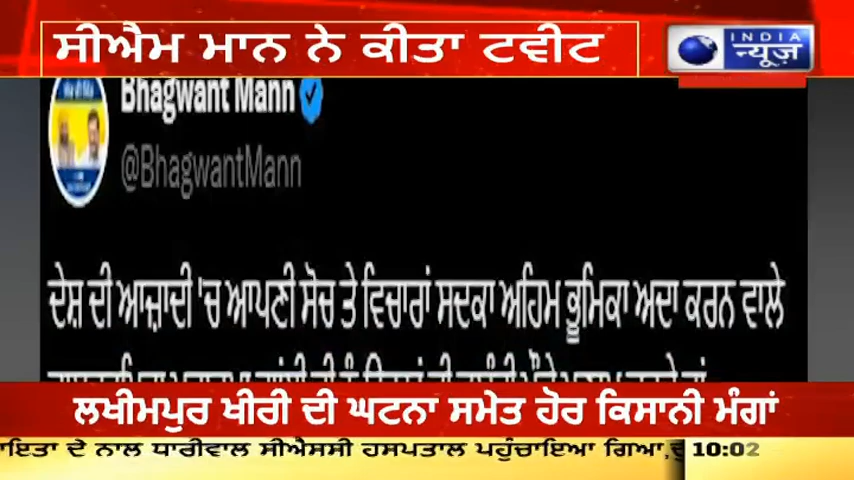 ਸੀਐਮ ਮਾਨ ਨੇ ਕੀਤਾ ਟਵੀਟ
INDIA
न्यूज़
Bhagwant Mann
@BhagwantMann
ਦੇਸ਼ ਦੀ ਆਜ਼ਾਦੀ 'ਚ ਆਪਣੀ ਸੋਚ ਤੇ ਵਿਚਾਰਾਂ ਸਦਕਾ ਅਹਿਮ ਭੂਮਿਕਾ ਅਦਾ ਕਰਨ ਵਾਲੇ
ਲਖੀਮਪੁਰ ਖੀਰੀ ਦੀ ਘਟਨਾ ਸਮੇਤ ਹੋਰ ਕਿਸਾਨੀ ਮੰਗਾਂ
ਦੇ ਨਾਲ ਧਾਰੀਵਾਲ ਸੀਐਸਸੀ ਹਸਪਤਾਲ ਪਹੁੰਚਾਇਆ ਗਿਆ,
10:02